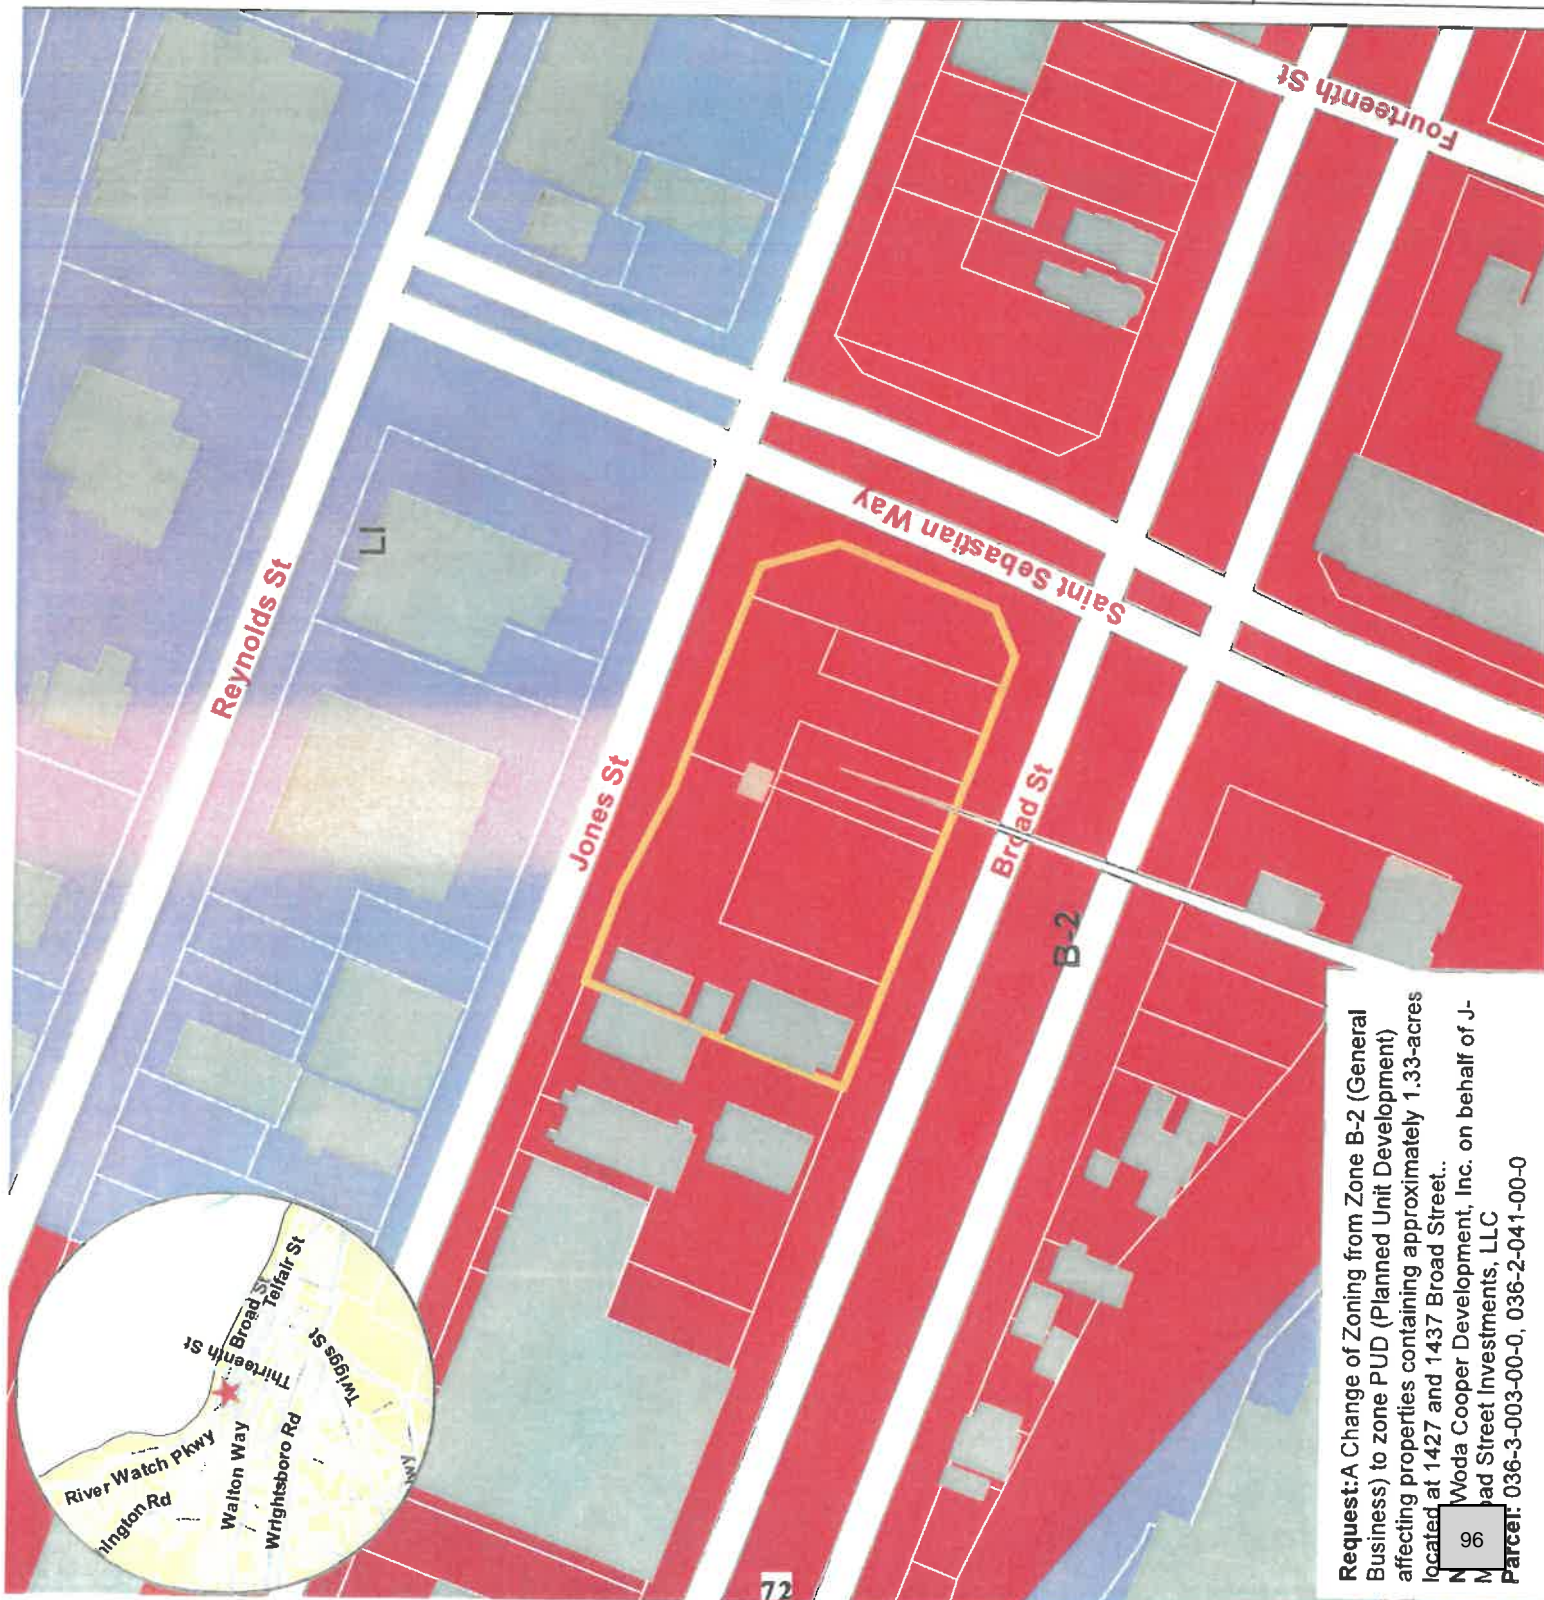 Fourteenth St
Saint Sebastian Way
Reynolds St
LI
Jones St
Broad St
B-2
Telfair St
Broad St
Thirteenth St
Twiggs St
River Watch Pkwy
Walton Way
Wrightsboro Rd
hington Rd
wy
72
96
Request:A Change of Zoning from Zone B-2 (General
Business) to zone PUD (Planned Unit Development)
affecting properties containing approximately 1.33-acres
located at 1427 and 1437 Broad Street..
Woda Cooper Development, Inc. on behalf of J-
Street Investments, LLC
Parcel: 036-3-003-00-0, 036-2-041-00-0